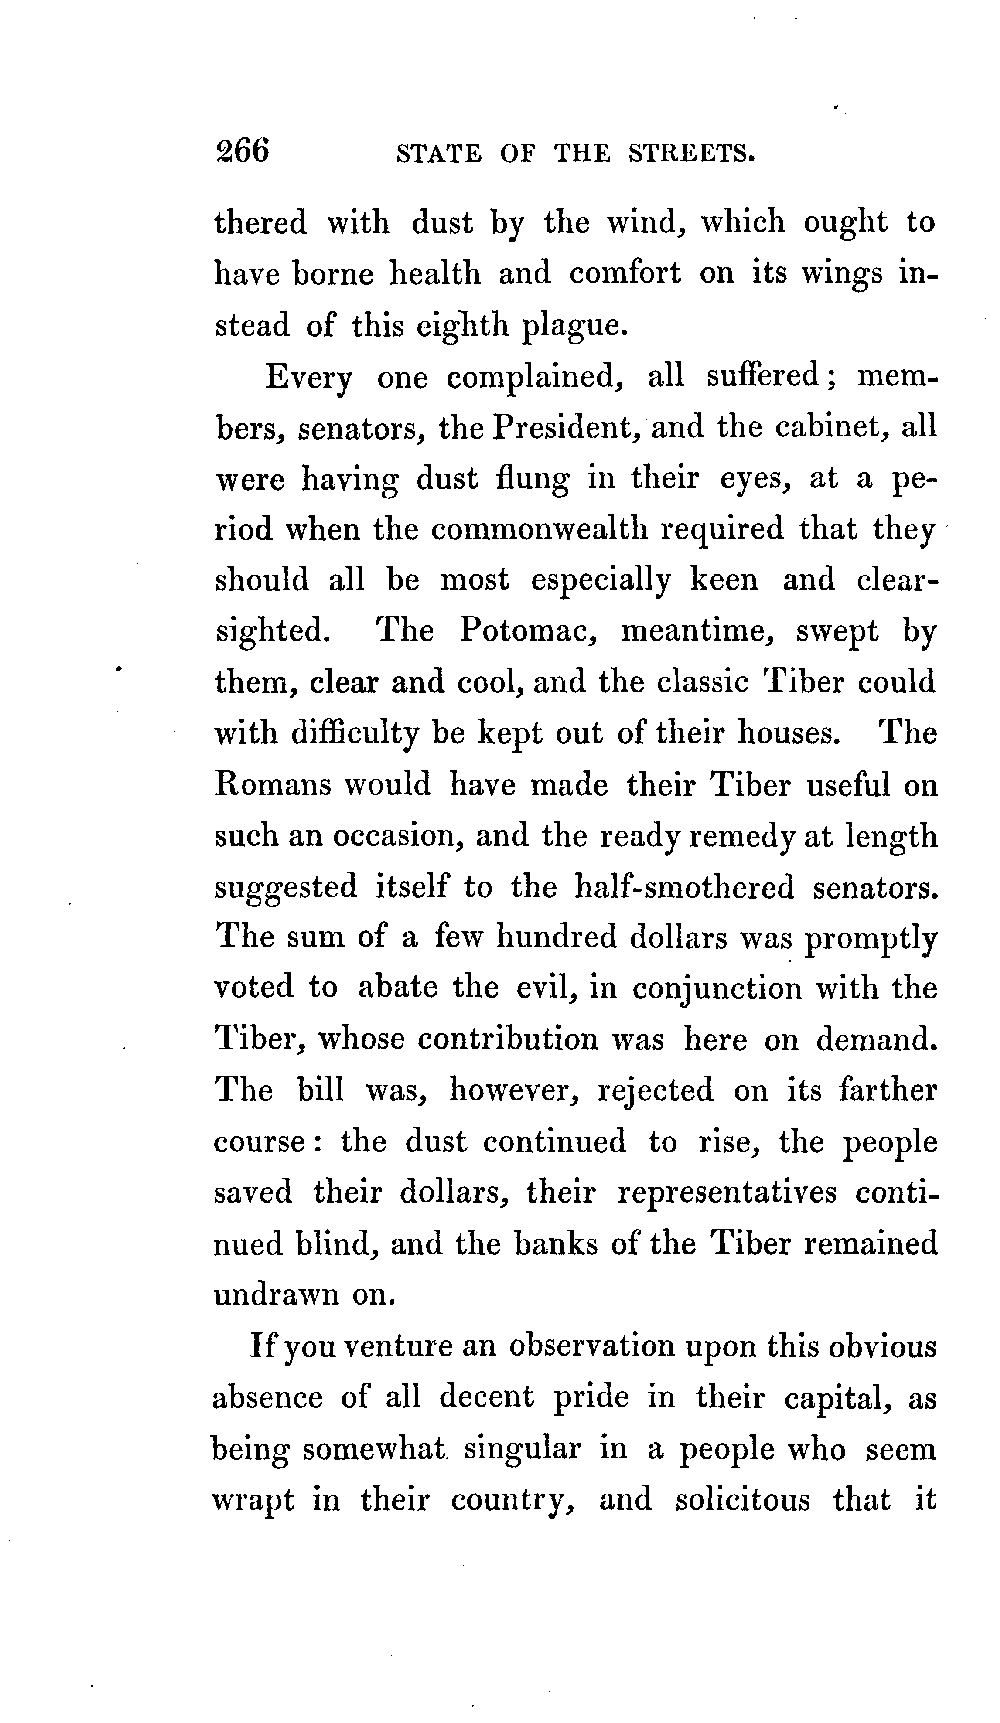 266 STATE OF THE STREETS.
thered with dust by the wind, which ought to
have borne health and comfort on its wings in-
stead of this eighth plague.
Every one complained, all suffered; mem-
bers, senators, the President, and the cabinet, all
were having dust flung in their eyes, at a pe-
riod when the commonwealth required that they
should all be most especially keen and clear-
sighted. The Potomac, meantime, swept by
them, clear and cool, and the classic Tiber could
with difficulty be kept out of their houses. The
Romans would have made their Tiber useful on
such an occasion, and the ready remedy at length
suggested itself to the half-smothered senators.
The sum of a few hundred dollars was promptly
voted to abate the evil, in conjunction with the
Tiber, whose contribution was here on demand.
The bill was, however, rejected on its farther
course: the dust continued to rise, the people
saved their dollars, their representatives conti-
nued blind, and the banks of the Tiber remained
undrawn on.
If you venture an observation upon this obvious
absence of all decent pride in their capital, as
being somewhat singular in a people who seem
wrapt in their country, and solicitous that it